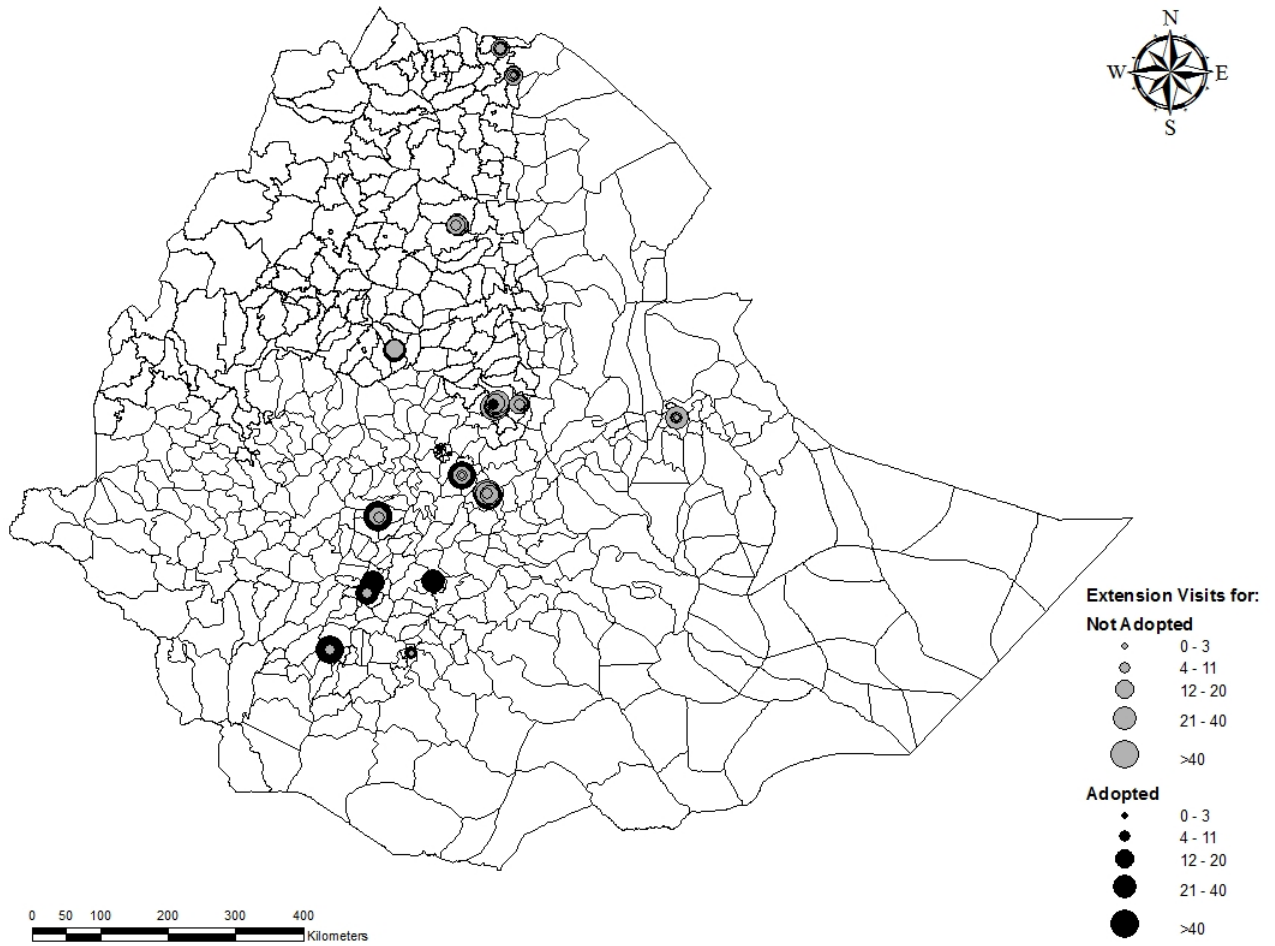 N
W E
S
Extension Visits for:
Not Adopted
0 - 3
4 - 11
12 - 20
21 - 40
>40
Adopted
0 - 3
4 - 11
12 - 20
21 - 40
>40
0 50 100 200 300 400
Kilometers